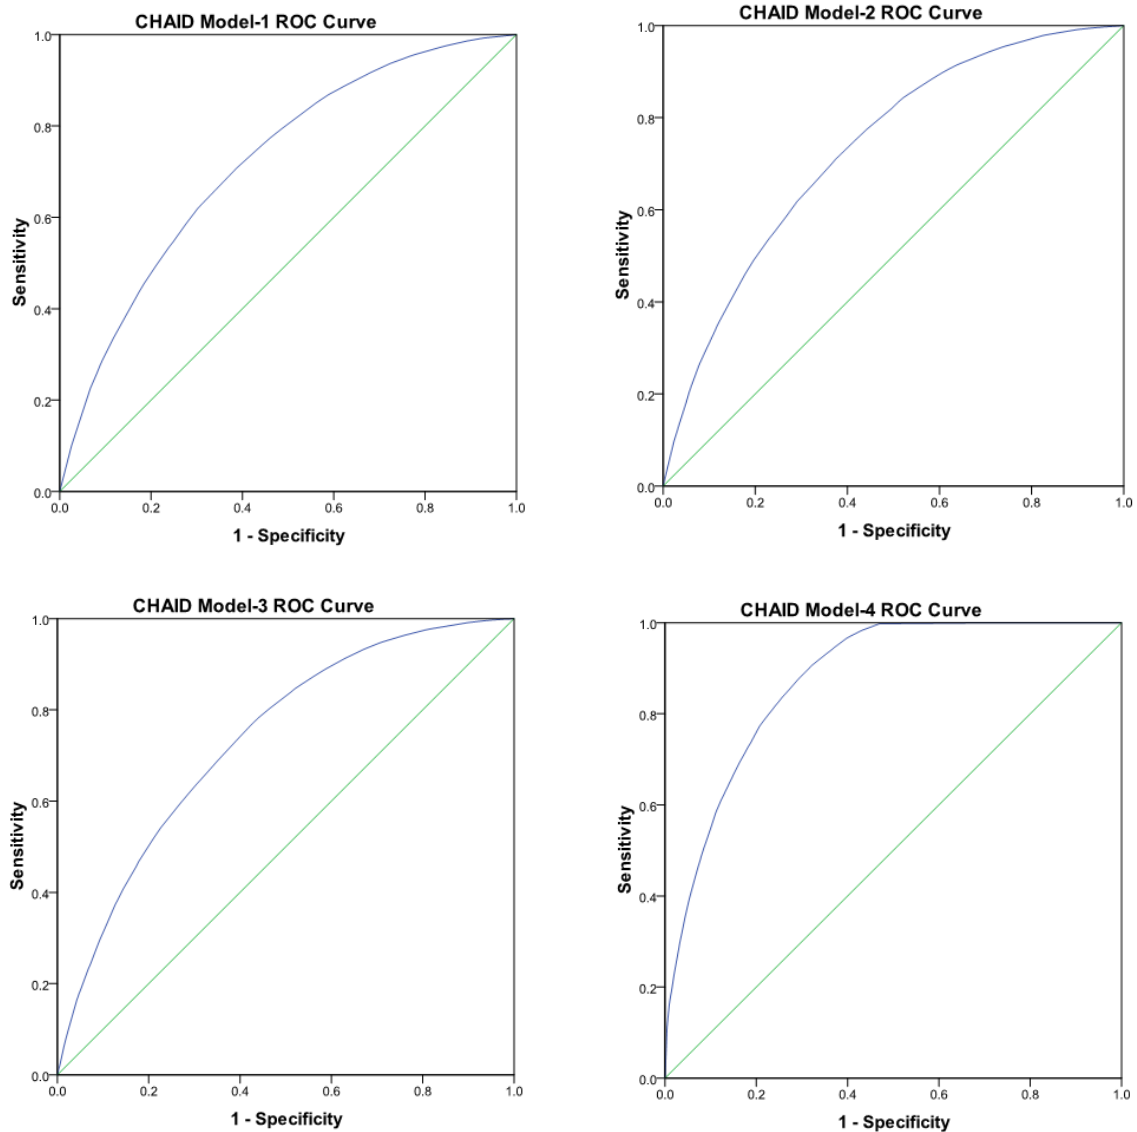 CHAID Model-1 ROC Curve
1.0
0.8
0.6
0.4
0.2
0.0
Sensitivity
0.0 0.2 0.4 0.6 0.8 1.0
1 - Specificity
CHAID Model-2 ROC Curve
1.0
0.8
0.6
0.4
0.2
0.0
Sensitivity
0.0 0.2 0.4 0.6 0.8 1.0
1 - Specificity
CHAID Model-3 ROC Curve
1.0
0.8
0.6
0.4
0.2
0.0
Sensitivity
0.0 0.2 0.4 0.6 0.8 1.0
1 - Specificity
CHAID Model-4 ROC Curve
1.0
0.8
0.6
0.4
0.2
0.0
Sensitivity
0.0 0.2 0.4 0.6 0.8 1.0
1 - Specificity